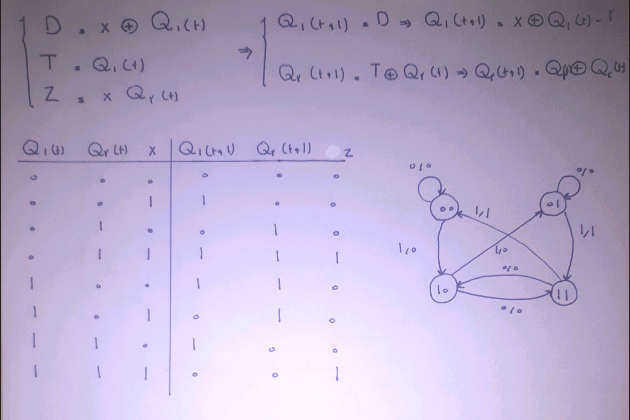 D = x ⊕ Q₁(t)
T = Q₁(t)
Z = x Q₂(t)
⇒
Q₁(t+1) = D ⇒ Q₁(t+1) = x ⊕ Q₁(t)
Q₂(t+1) = T ⊕ Q₂(t) ⇒ Q₂(t+1) = Q₁ ⊕ Q₂(t)
Q₁(t) Q₂(t) x Q₁(t+1) Q₂(t+1) Z
0 0 0 0 0 0
0 0 1 1 0 0
0 1 0 0 1 0
0 1 1 1 1 1
1 0 0 1 1 0
1 0 1 0 1 0
1 1 0 1 0 0
1 1 1 0 0 1
0/0
0/0
00
01
1/1
1/1
1/0
1/0
0/0
10
11
0/0